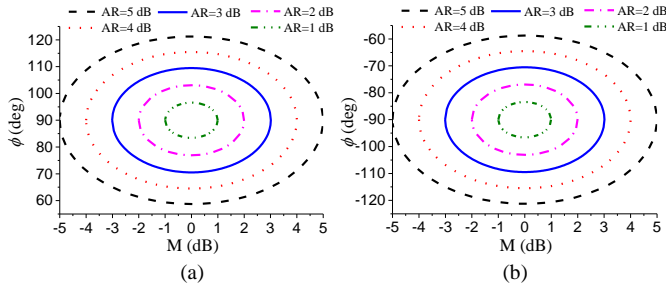 AR=5 dB AR=3 dB AR=2 dB
AR=4 dB AR=1 dB
120
110
100
90
80
70
60
ϕ (deg)
-5 -4 -3 -2 -1 0 1 2 3 4 5
M (dB)
(a)
AR=5 dB AR=3 dB AR=2 dB
AR=4 dB AR=1 dB
-60
-70
-80
-90
-100
-110
-120
ϕ (deg)
-5 -4 -3 -2 -1 0 1 2 3 4 5
M (dB)
(b)